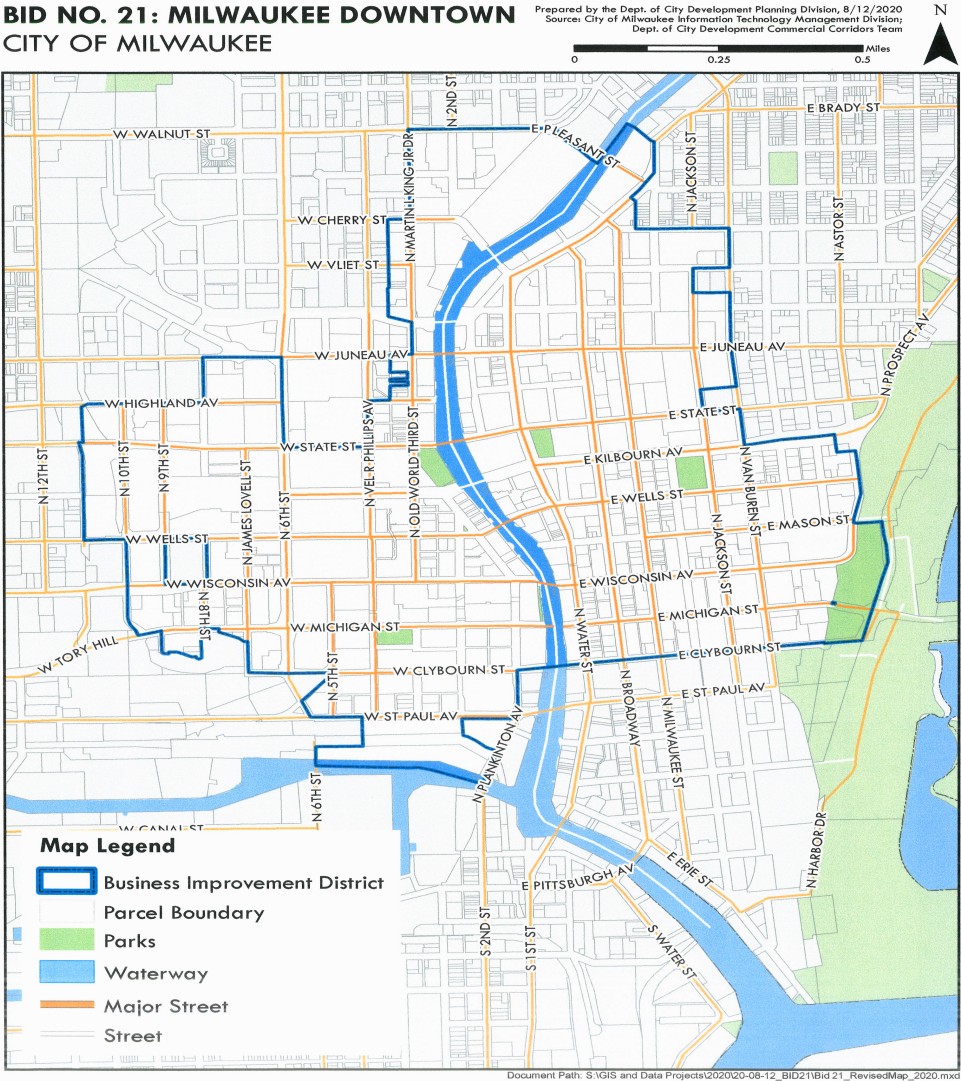 BID NO. 21: MILWAUKEE DOWNTOWN
CITY OF MILWAUKEE
Prepared by the Dept. of City Development Planning Division, 8/12/2020
Source: City of Milwaukee Information Technology Management Division;
Dept. of City Development Commercial Corridors Team
N
Miles
0 0.25 0.5
N 2ND ST
E BRADY ST
W WALNUT ST
E PLEASANT ST
N MARTIN L KING JR DR
N JACKSON ST
N ASTOR ST
W CHERRY ST
W VLIET ST
N PROSPECT AV
W JUNEAU AV
E JUNEAU AV
W HIGHLAND AV
E STATE ST
W STATE ST
N VEL R PHILLIPS AV
N OLD WORLD THIRD ST
E KILBOURN AV
N 12TH ST
N 10TH ST
N 9TH ST
N JAMES LOVELL ST
N 6TH ST
N VAN BUREN ST
E WELLS ST
E MASON ST
N JACKSON ST
W WELLS ST
W WISCONSIN AV
E WISCONSIN AV
N 8TH ST
E MICHIGAN ST
W MICHIGAN ST
N WATER ST
W TORY HILL
E CLYBOURN ST
W CLYBOURN ST
N 5TH ST
N BROADWAY
E ST PAUL AV
N MILWAUKEE ST
W ST PAUL AV
N PLANKINTON AV
N 6TH ST
W CANAL ST
N HARBOR DR
E ERIE ST
E PITTSBURGH AV
S 2ND ST
S 1ST ST
S WATER ST
Map Legend
Business Improvement District
Parcel Boundary
Parks
Waterway
Major Street
Street
Document Path: S:\GIS and Data Projects\2020\20-08-12_BID21\Bid 21_RevisedMap_2020.mxd